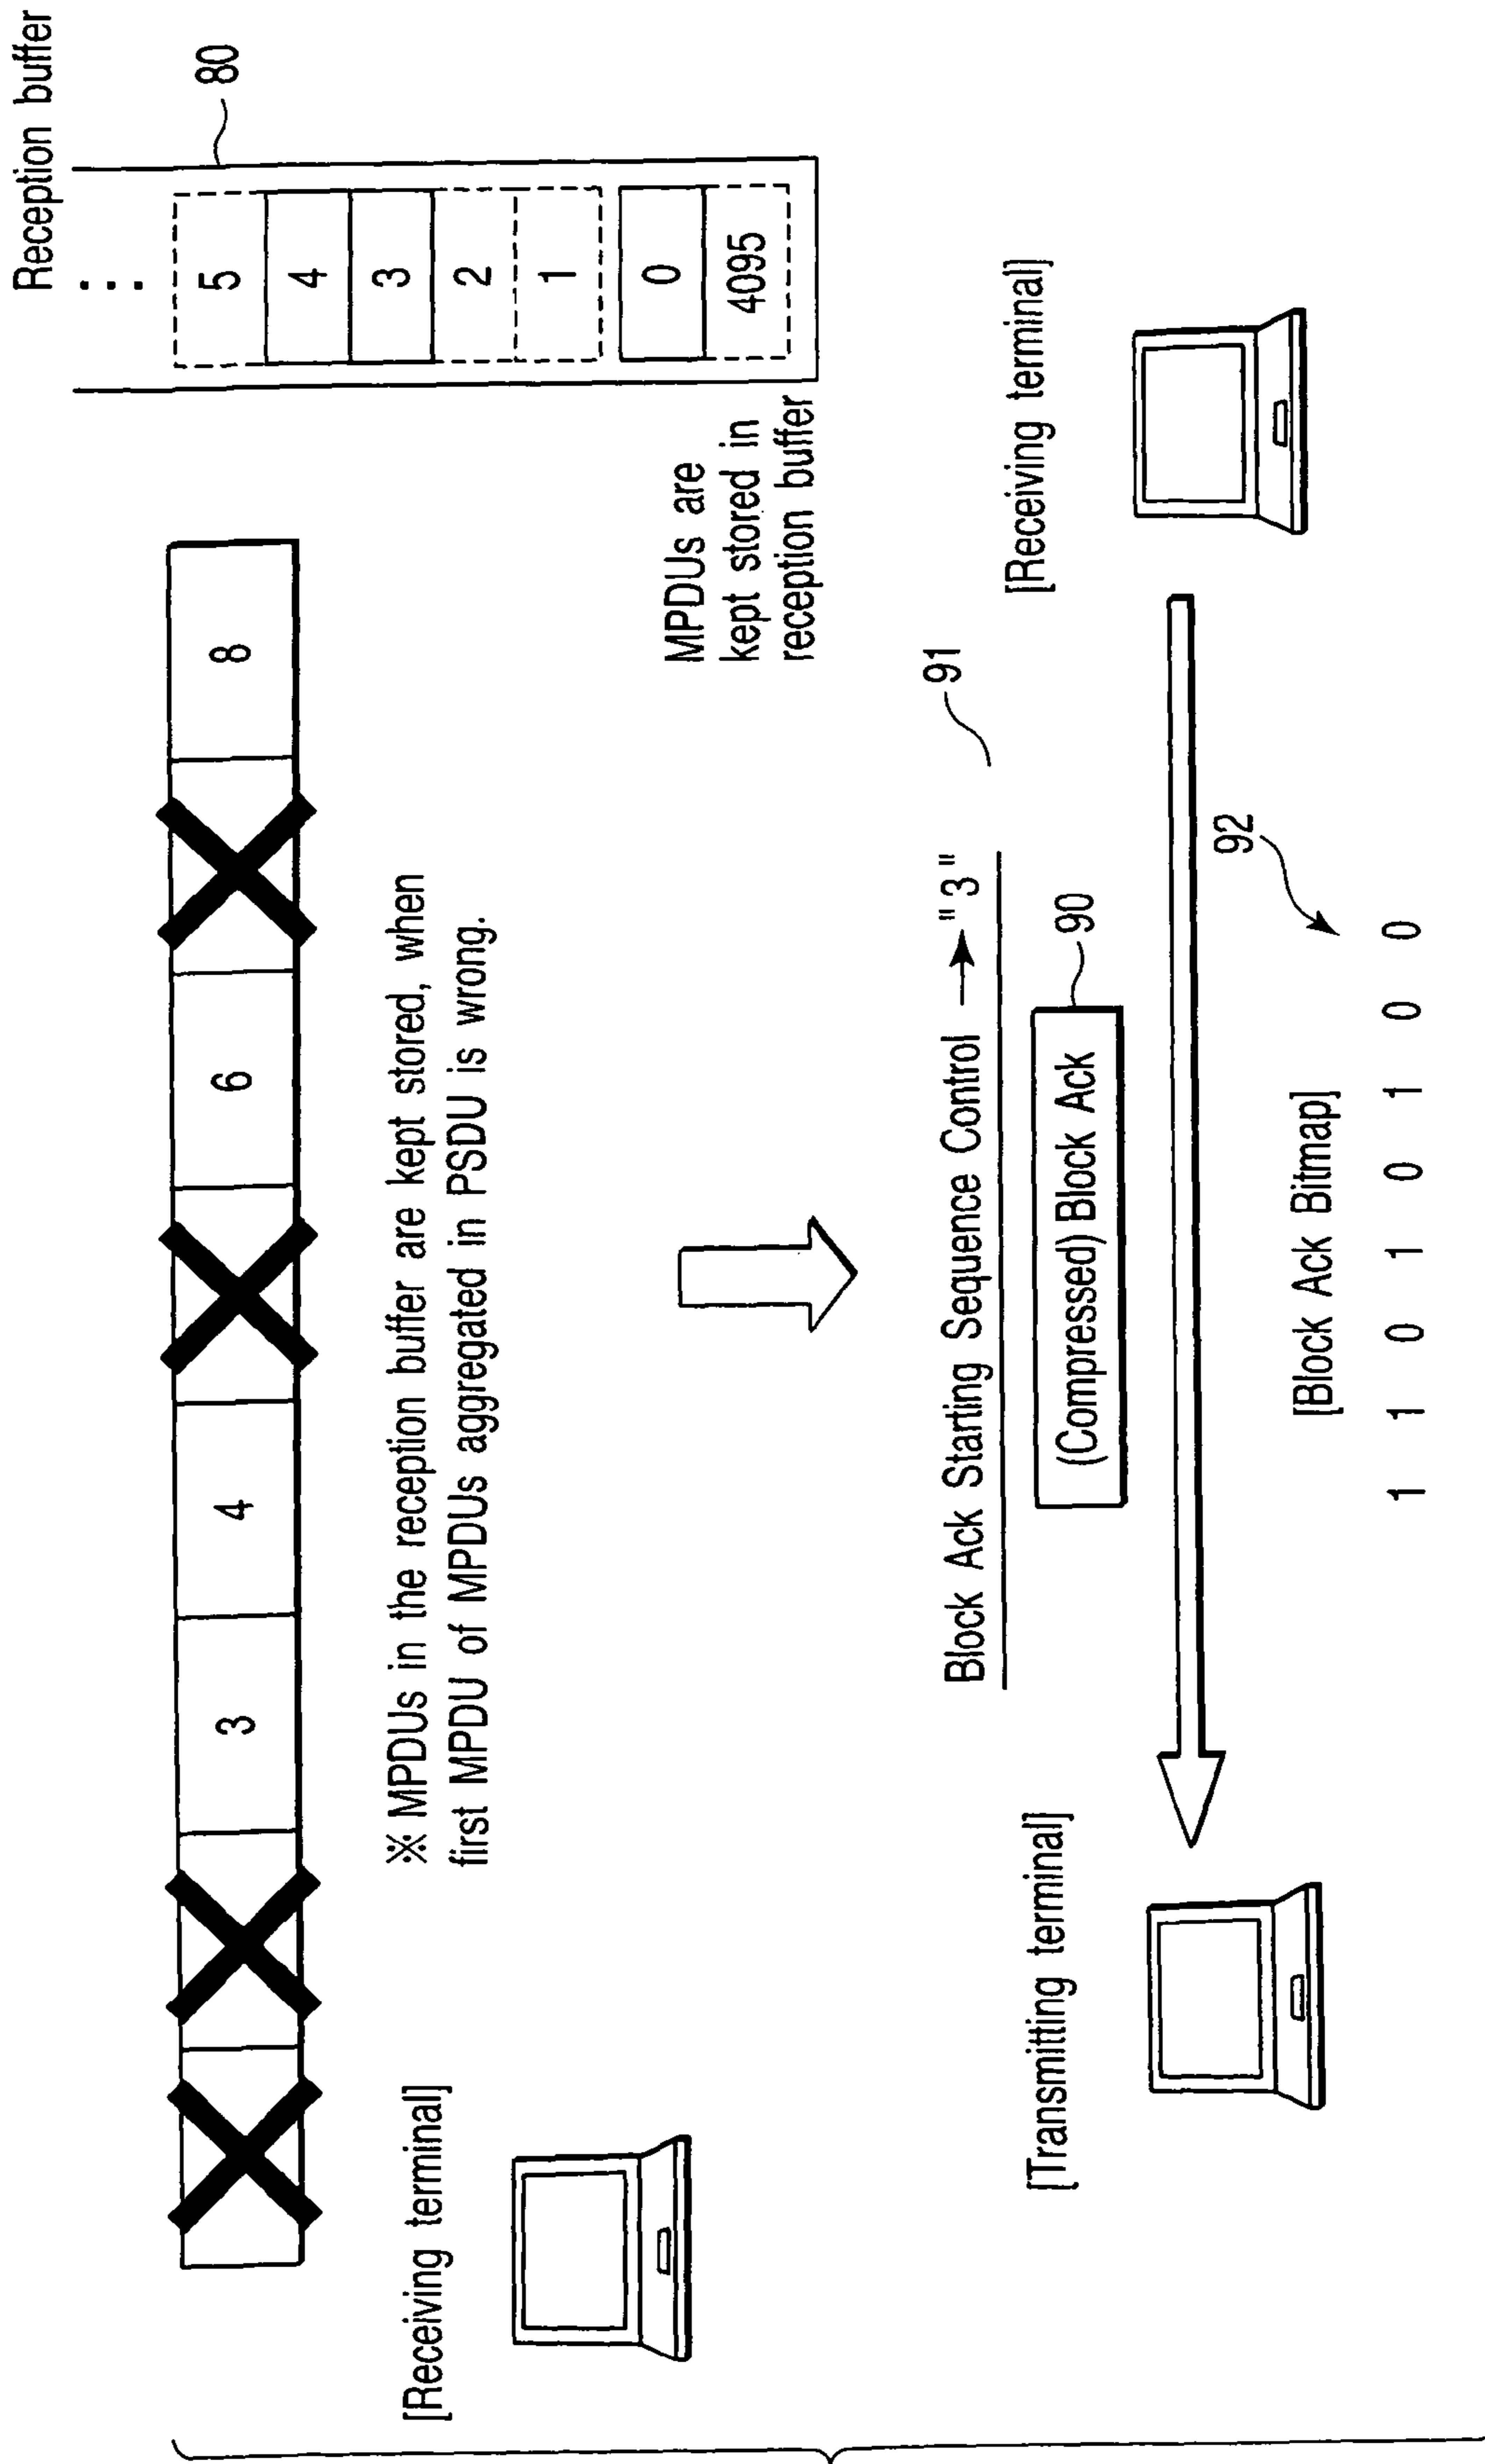 Reception buffer
80
5
4
3
2
1
0
4095
3
4
6
8
MPDUs are
kept stored in
reception buffer
[Receiving terminal]
※ MPDUs in the reception buffer are kept stored, when
first MPDU of MPDUs aggregated in PSDU is wrong.
91
Block Ack Starting Sequence Control → "3"
(Compressed) Block Ack
90
[Transmitting terminal]
[Receiving terminal]
92
[Block Ack Bitmap]
1 1 0 1 0 1 0 0